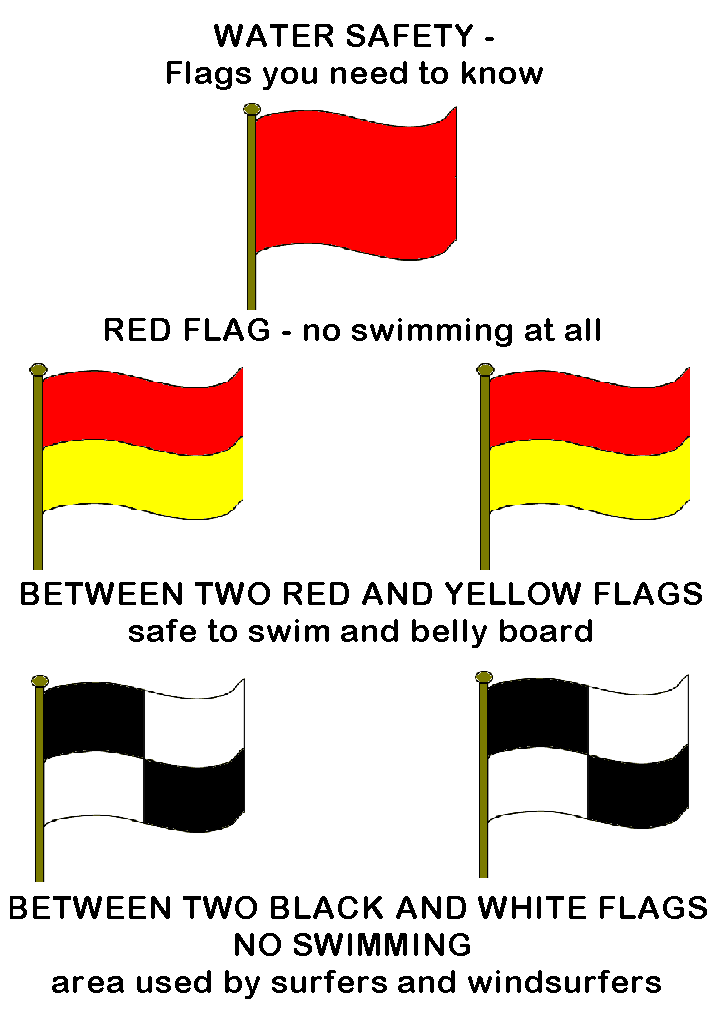 WATER SAFETY -
Flags you need to know
RED FLAG - no swimming at all
BETWEEN TWO RED AND YELLOW FLAGS
safe to swim and belly board
BETWEEN TWO BLACK AND WHITE FLAGS
NO SWIMMING
area used by surfers and windsurfers